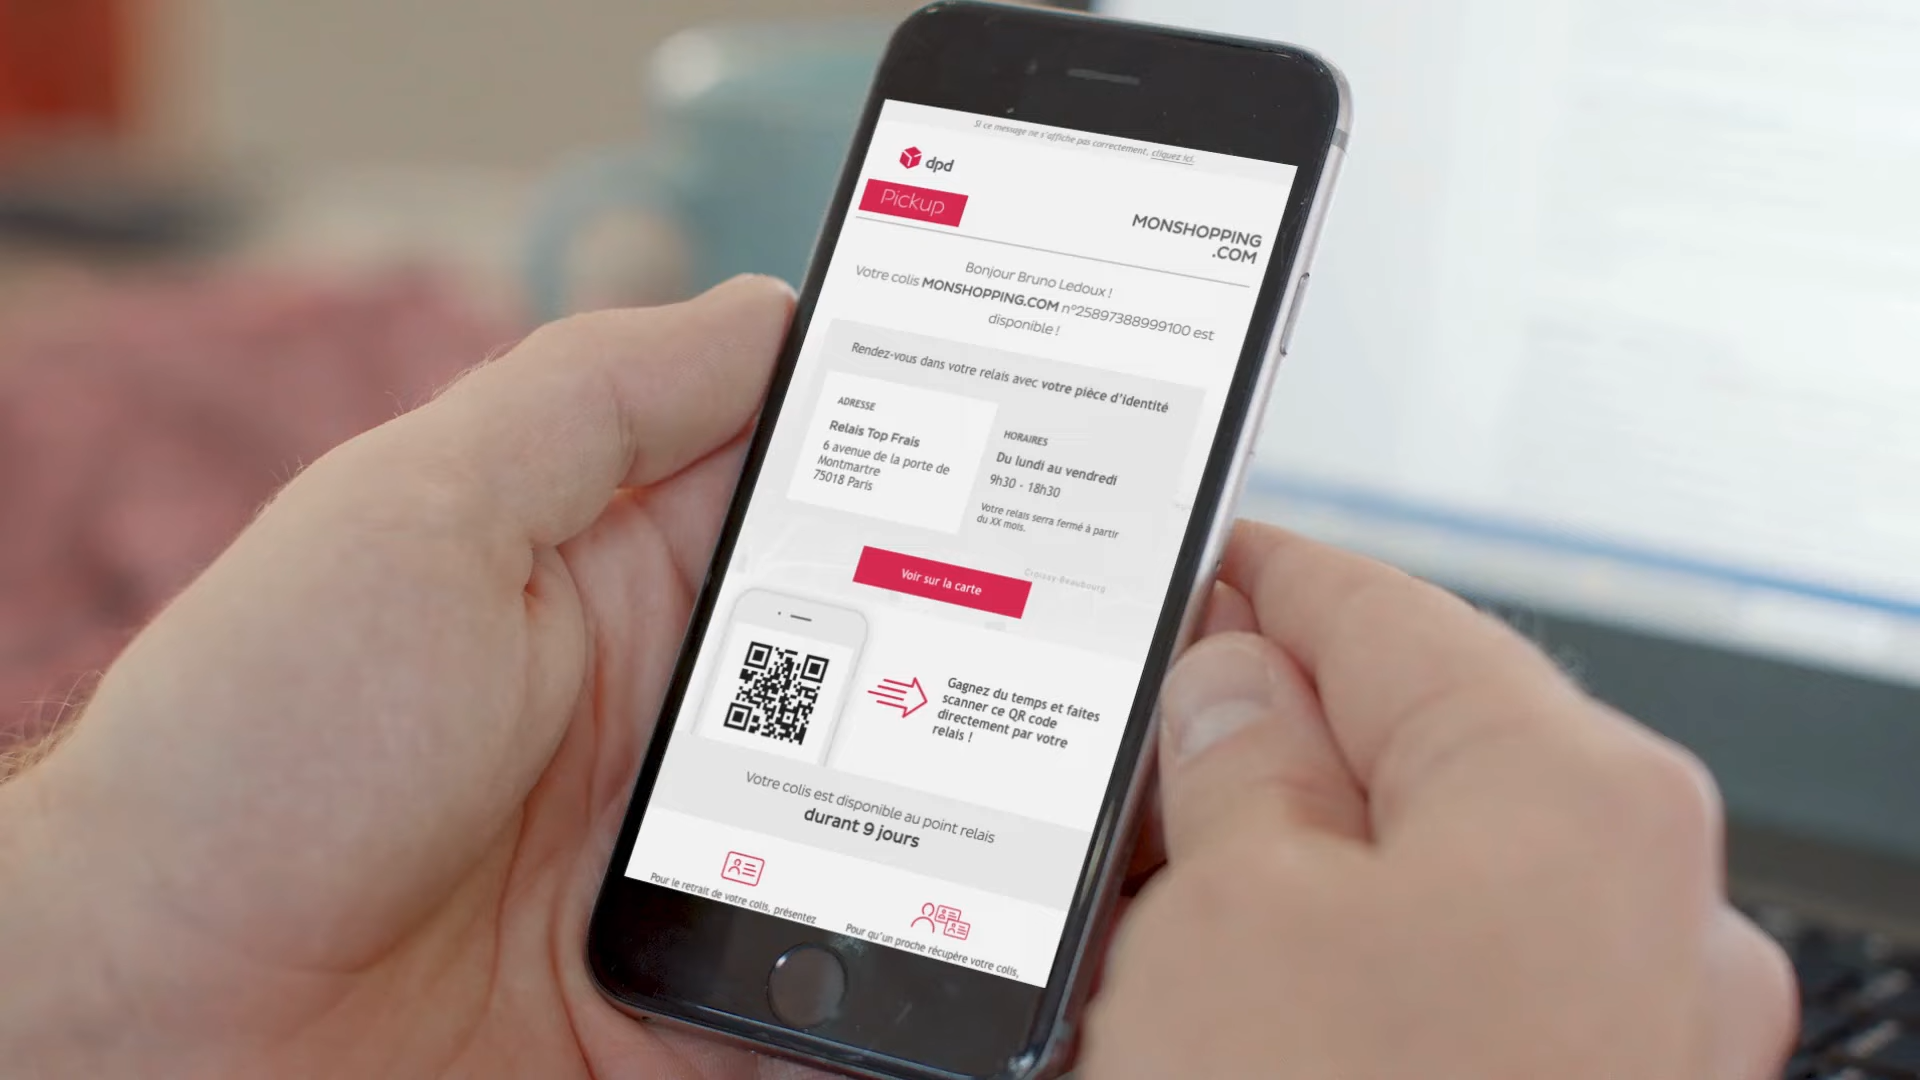 Si ce message ne s'affiche pas correctement, cliquez ici.
dpd
Pickup
MONSHOPPING
.COM
Bonjour Bruno Ledoux !
Votre colis MONSHOPPING.COM n°25897388999100 est
disponible !
Rendez-vous dans votre relais avec votre pièce d'identité
ADRESSE
Relais Top Frais
6 avenue de la porte de
Montmartre
75018 Paris
HORAIRES
Du lundi au vendredi
9h30 - 18h30
Votre relais serra fermé à partir
du XX mois.
Voir sur la carte
Croissy-Beaubourg
Gagnez du temps et faites
scanner ce QR code
directement par votre
relais !
Votre colis est disponible au point relais
durant 9 jours
Pour le retrait de votre colis, présentez
Pour qu'un proche récupère votre colis,